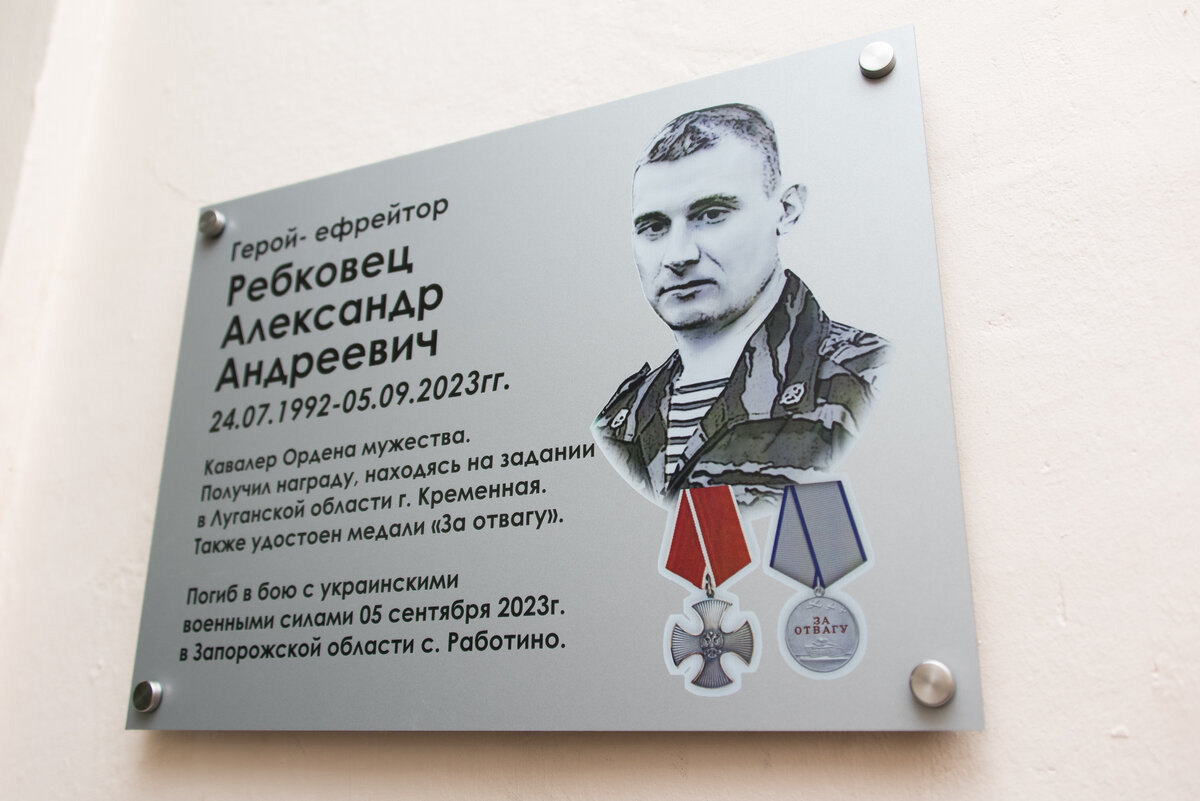 Герой- ефрейтор
Ребковец
Александр
Андреевич
24.07.1992-05.09.2023гг.
Кавалер Ордена мужества.
Получил награду, находясь на задании
в Луганской области г. Кременная.
Также удостоен медали «За отвагу».
Погиб в бою с украинскими
военными силами 05 сентября 2023г.
в Запорожской области с. Работино.
ЗА
ОТВАГУ